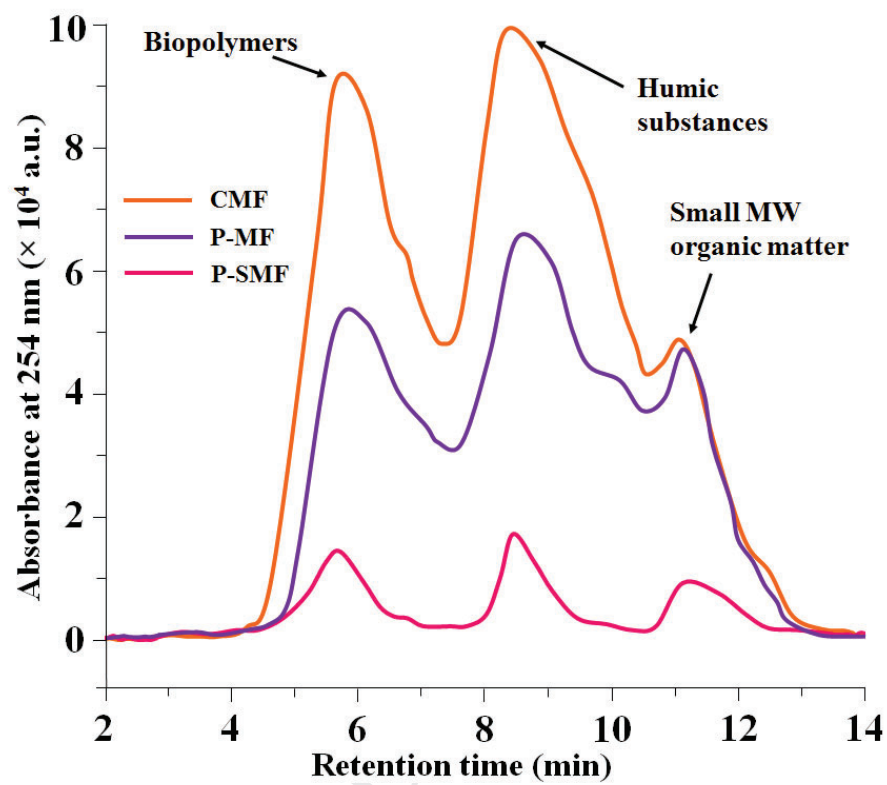 Absorbance at 254 nm (× 10⁴ a.u.)
10
8
6
4
2
0
Biopolymers
Humic
substances
Small MW
organic matter
CMF
P-MF
P-SMF
2 4 6 8 10 12 14
Retention time (min)